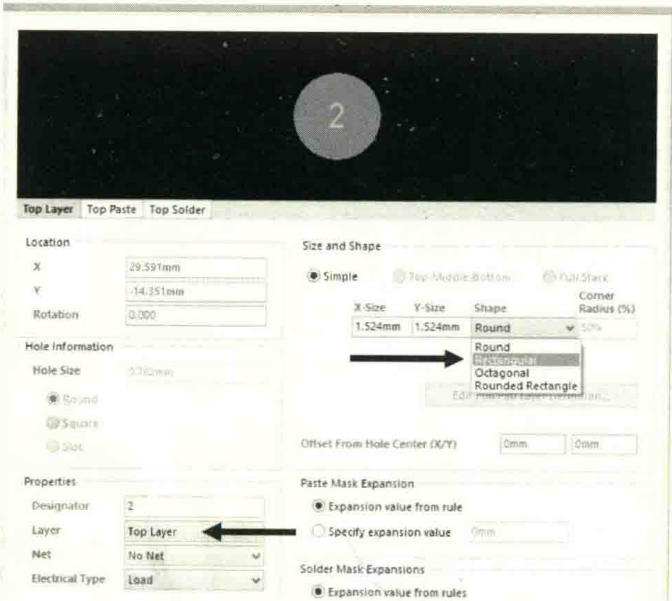 2
Top Layer Top Paste Top Solder
Location
X 29.591mm
Y -14.351mm
Rotation 0.000
Hole Information
Hole Size 0.762mm
Round
Square
Slot
Properties
Designator 2
Layer Top Layer
Net No Net
Electrical Type Load
Size and Shape
Simple Top-Middle-Bottom Full Stack
X-Size Y-Size Shape Corner Radius (%)
1.524mm 1.524mm Round 50%
Round
Rectangular
Octagonal
Rounded Rectangle
Offset From Hole Center (X/Y) 0mm 0mm
Paste Mask Expansion
Expansion value from rule
Specify expansion value 0mm
Solder Mask Expansions
Expansion value from rules